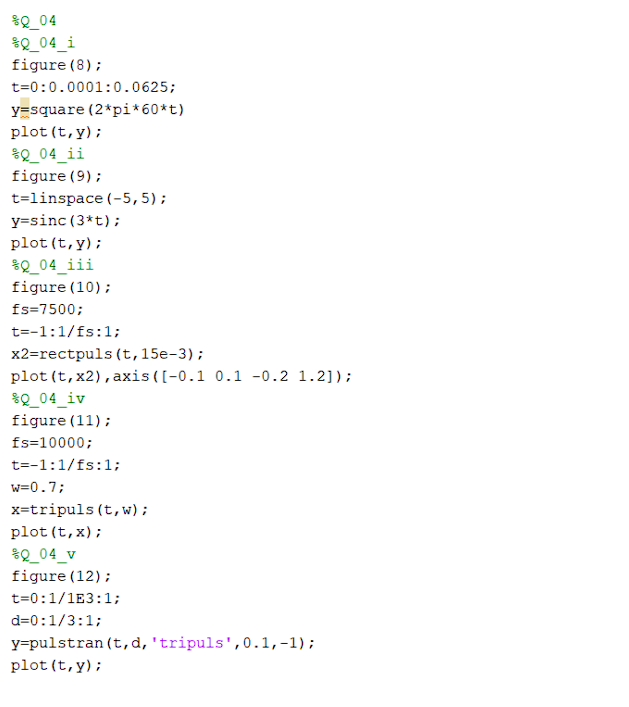 %Q_04
%Q_04_i
figure(8);
t=0:0.0001:0.0625;
y=square(2*pi*60*t)
plot(t,y);
%Q_04_ii
figure(9);
t=linspace(-5,5);
y=sinc(3*t);
plot(t,y);
%Q_04_iii
figure(10);
fs=7500;
t=-1:1/fs:1;
x2=rectpuls(t,15e-3);
plot(t,x2),axis([-0.1 0.1 -0.2 1.2]);
%Q_04_iv
figure(11);
fs=10000;
t=-1:1/fs:1;
w=0.7;
x=tripuls(t,w);
plot(t,x);
%Q_04_v
figure(12);
t=0:1/1E3:1;
d=0:1/3:1;
y=pulstran(t,d,'tripuls',0.1,-1);
plot(t,y);